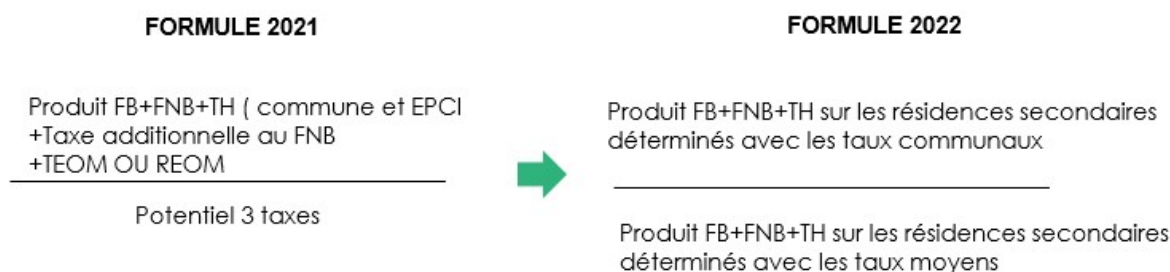 FORMULE 2021
Produit FB+FNB+TH ( commune et EPCI
+Taxe additionnelle au FNB
+TEOM OU REOM
Potentiel 3 taxes
FORMULE 2022
Produit FB+FNB+TH sur les résidences secondaires
déterminés avec les taux communaux
Produit FB+FNB+TH sur les résidences secondaires
déterminés avec les taux moyens